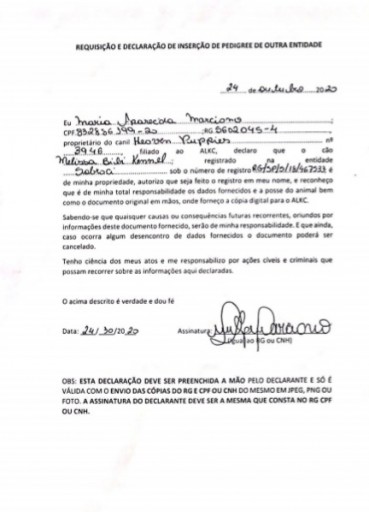 REQUISIÇÃO E DECLARAÇÃO DE INSERÇÃO DE PEDIGREE DE OUTRA ENTIDADE
24 de outubro 2020
Eu Maria Aparecida Marciano
CPF RG 5602045-4
proprietário do canil Heaven Puppies nº
8946, filiado ao ALKC, declaro que o cão
Melissa Bibi Kennel registrado na entidade
Sobraci sob o número de registro é
de minha propriedade, autorizo que seja feito o registro em meu nome, e reconheço
que é de minha total responsabilidade os dados fornecidos e a posse do animal bem
como o documento original em mãos, onde forneço a cópia digital para o ALKC.
Sabendo-se que quaisquer causas ou consequências futuras recorrentes, oriundos por
informações deste documento fornecido, serão de minha responsabilidade. E que ainda,
caso ocorra algum desencontro de dados fornecidos o documento poderá ser
cancelado.
Tenho ciência dos meus atos e me responsabilizo por ações cíveis e criminais que
possam recorrer sobre as informações aqui declaradas.
O acima descrito é verdade e dou fé
Data: 24/10/2020 Assinatura:
(Igual ao RG ou CNH)
OBS: ESTA DECLARAÇÃO DEVE SER PREENCHIDA A MÃO PELO DECLARANTE E SÓ É
VÁLIDA COM O ENVIO DAS CÓPIAS DO RG E CPF OU CNH DO MESMO EM JPEG, PNG OU
FOTO. A ASSINATURA DO DECLARANTE DEVE SER A MESMA QUE CONSTA NO RG CPF
OU CNH.